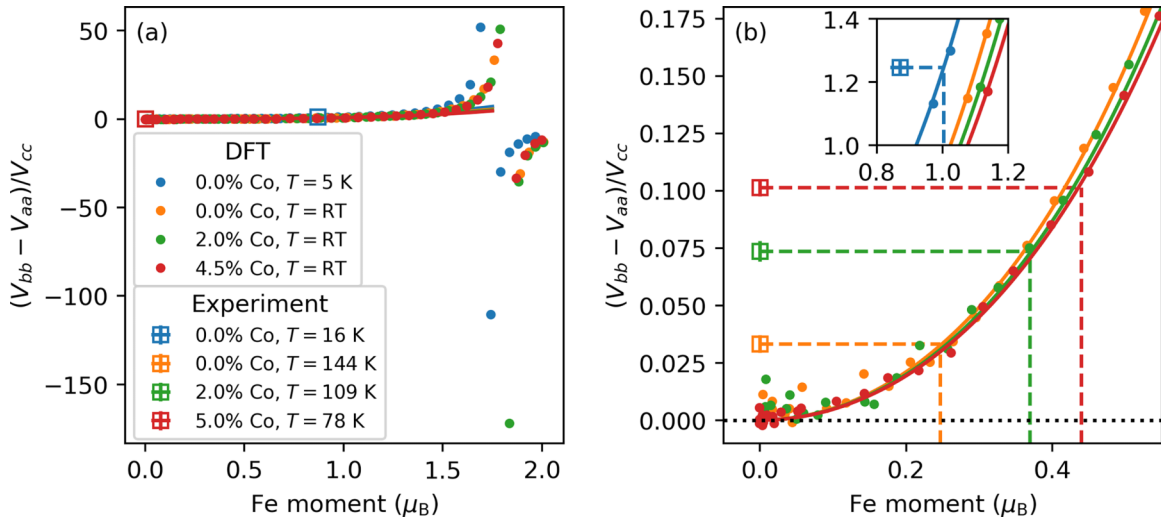 (a)
50
0
−50
−100
−150
(V_bb − V_aa)/V_cc
DFT
0.0% Co, T = 5 K
0.0% Co, T = RT
2.0% Co, T = RT
4.5% Co, T = RT
Experiment
0.0% Co, T = 16 K
0.0% Co, T = 144 K
2.0% Co, T = 109 K
5.0% Co, T = 78 K
0.0 0.5 1.0 1.5 2.0
Fe moment (μ_B)
(b)
0.175
0.150
0.125
0.100
0.075
0.050
0.025
0.000
(V_bb − V_aa)/V_cc
1.4
1.2
1.0
0.8 1.0 1.2
0.0 0.2 0.4
Fe moment (μ_B)